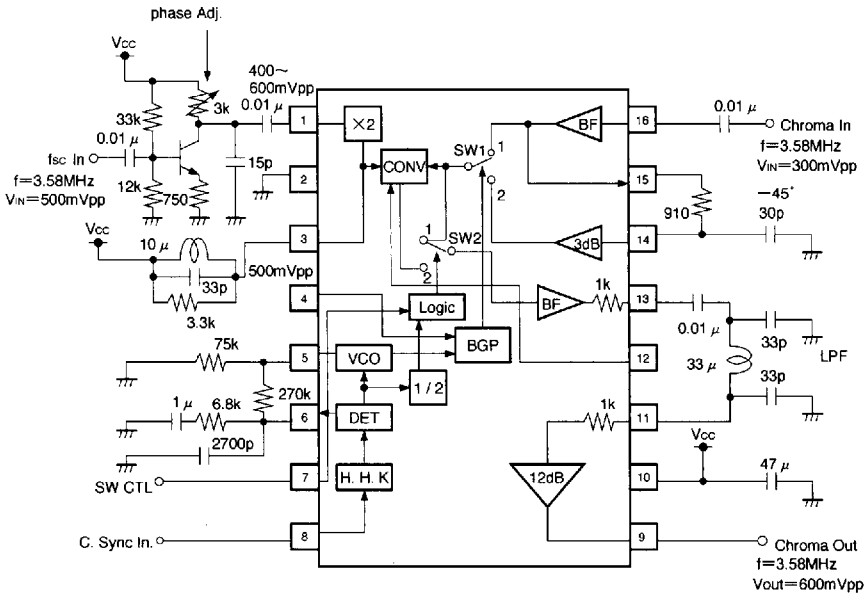 phase Adj.
Vcc
33k
3k
400～
600mVpp
0.01 μ
0.01 μ
fsc In
f=3.58MHz
VIN=500mVpp
12k
750
15p
Vcc
10 μ
33p
500mVpp
3.3k
75k
270k
1 μ
6.8k
2700p
SW CTL
C. Sync In.
1
2
3
4
5
6
7
8
×2
CONV
SW1
1
2
BF
3dB
1
SW2
2
Logic
BF
1k
BGP
VCO
1 / 2
DET
H. H. K
1k
12dB
16
15
14
13
12
11
10
9
0.01 μ
Chroma In
f=3.58MHz
VIN=300mVpp
910
−45°
30p
0.01 μ
33p
33 μ
LPF
33p
Vcc
47 μ
Chroma Out
f=3.58MHz
Vout=600mVpp